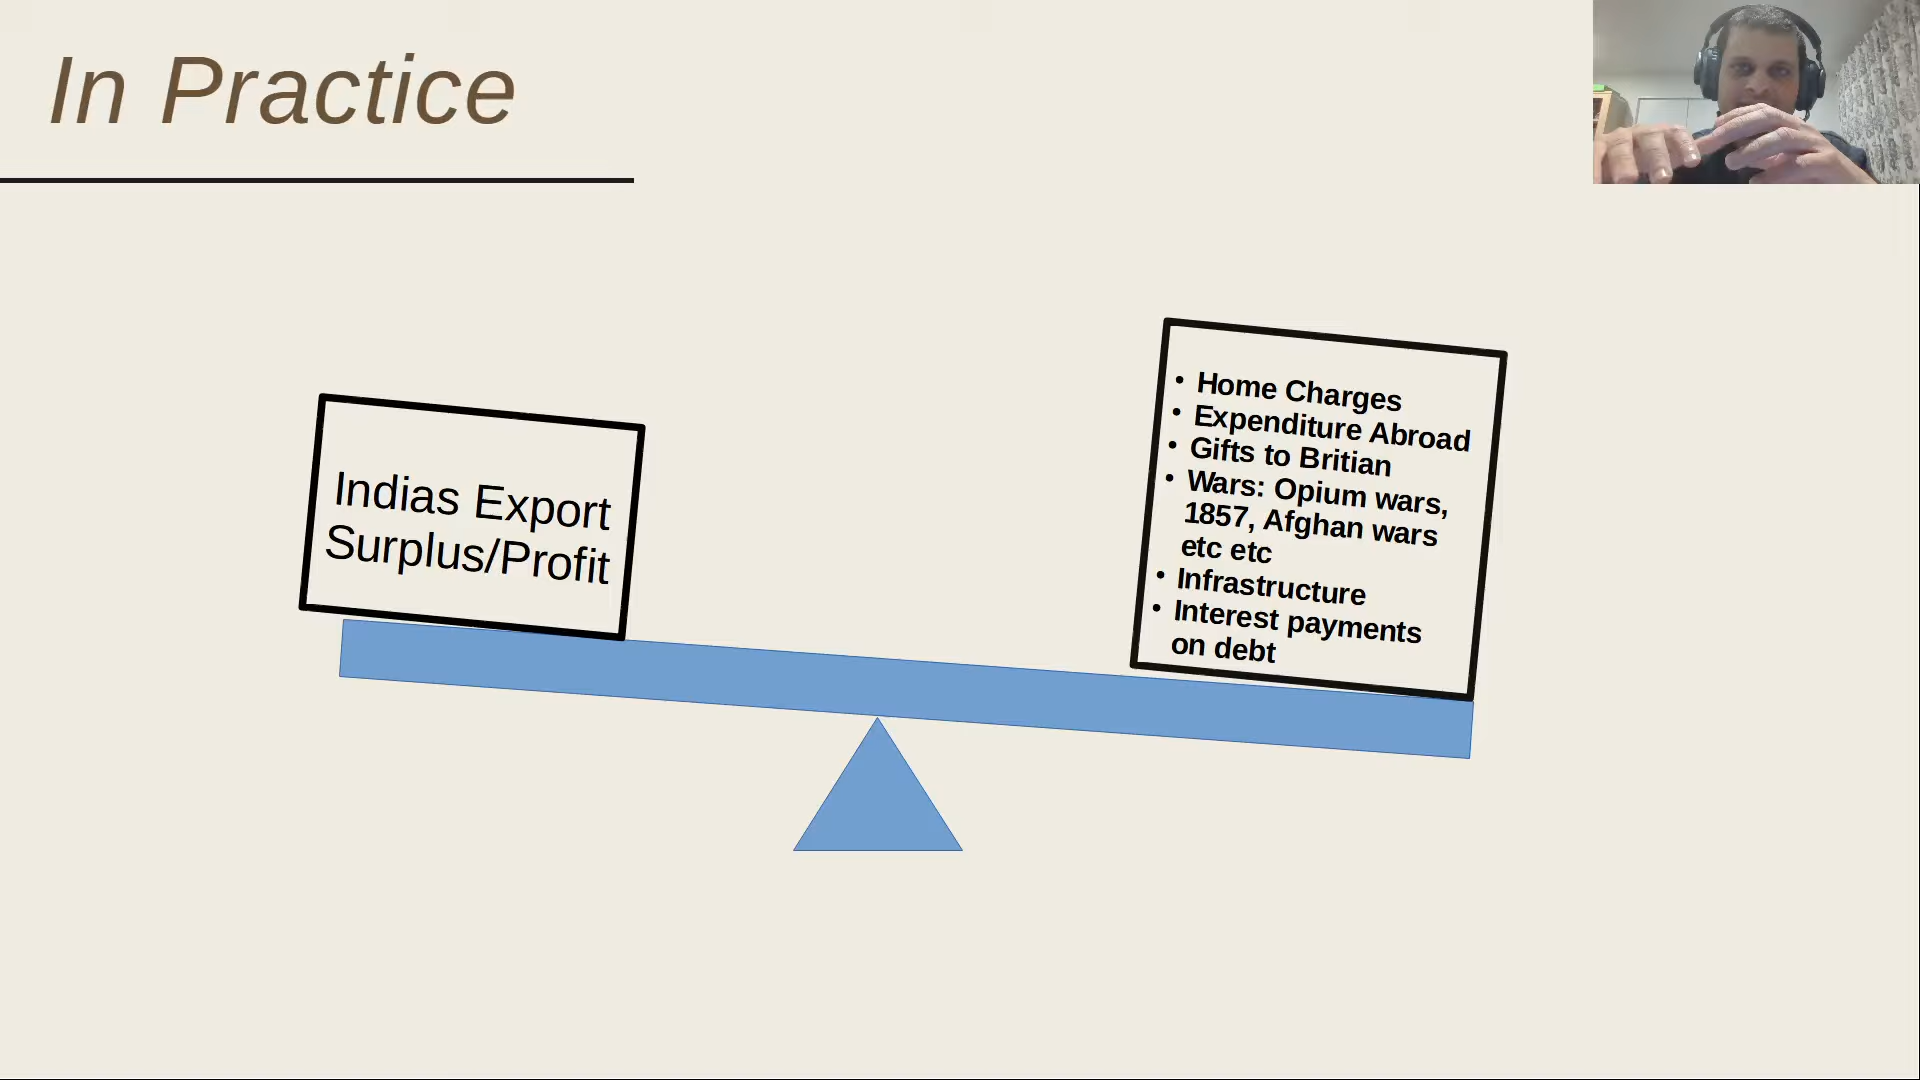 In Practice
Indias Export
Surplus/Profit
• Home Charges
• Expenditure Abroad
• Gifts to Britian
• Wars: Opium wars,
1857, Afghan wars
etc etc
• Infrastructure
• Interest payments
on debt